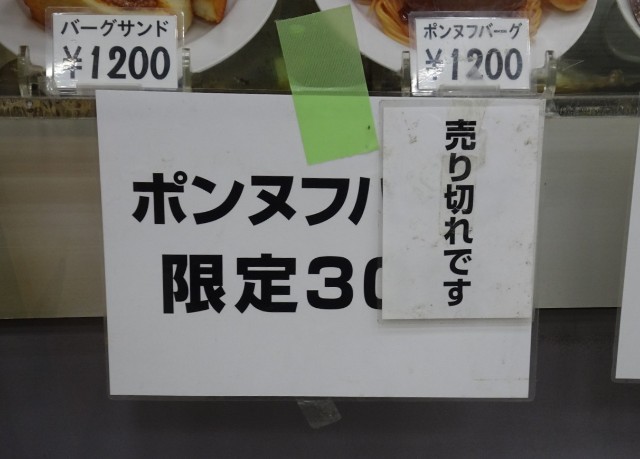 バーグサンド
¥1200
ポンヌフバーグ
¥1200
ポンヌフ
限定30
売り切れです